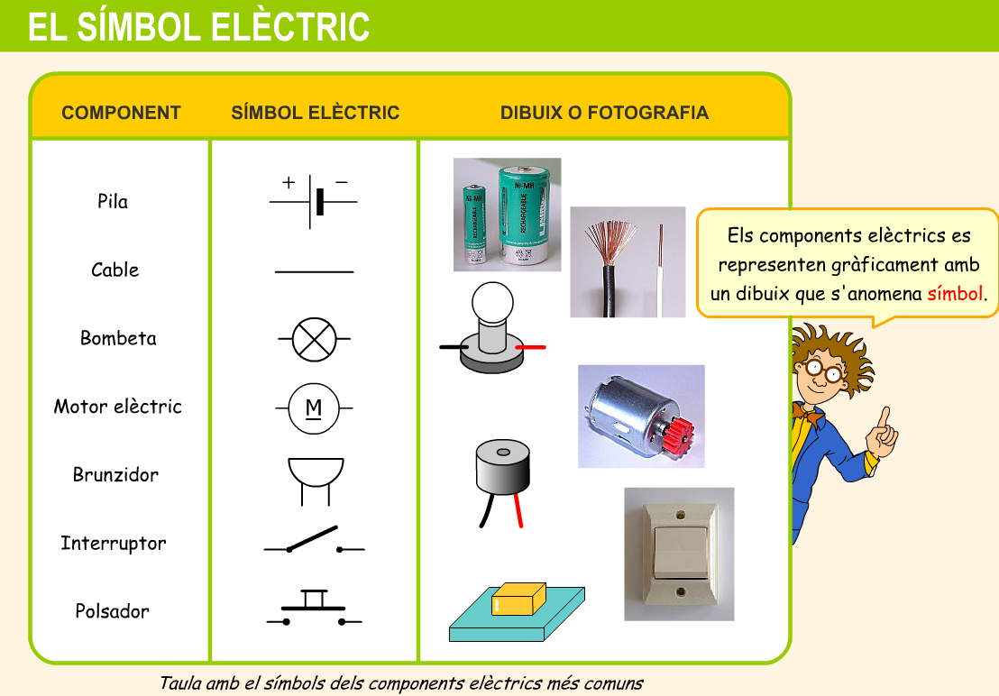 EL SÍMBOL ELÈCTRIC
COMPONENT
SÍMBOL ELÈCTRIC
DIBUIX O FOTOGRAFIA
Pila
+ −
Ni-MH
RECHARGEABLE
Ni-MH
RECHARGEABLE
Cable
Bombeta
Motor elèctric
M
Brunzidor
Interruptor
Polsador
Els components elèctrics es
representen gràficament amb
un dibuix que s'anomena símbol.
Taula amb el símbols dels components elèctrics més comuns